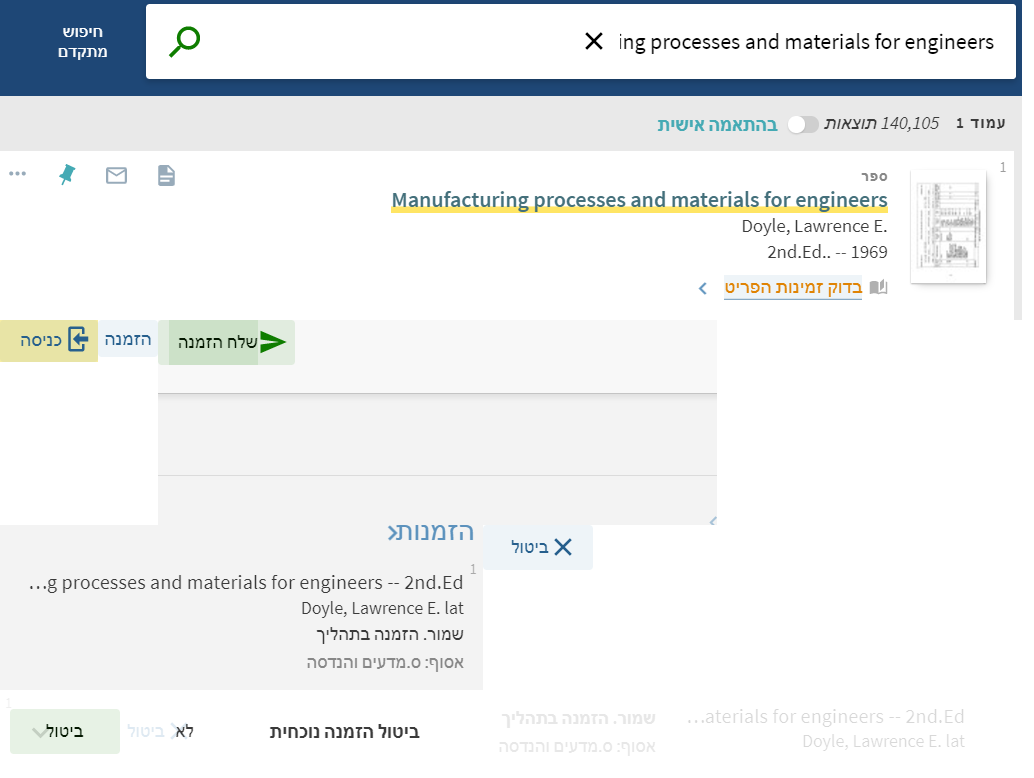 חיפוש
מתקדם
ing processes and materials for engineers
עמוד 1 140,105 תוצאות בהתאמה אישית
1
ספר
Manufacturing processes and materials for engineers
Doyle, Lawrence E.
2nd.Ed.. -- 1969
בדוק זמינות הפריט
שלח הזמנה
הזמנה
כניסה
הזמנות
ביטול
1
...g processes and materials for engineers -- 2nd.Ed
Doyle, Lawrence E. lat
שמור. הזמנה בתהליך
אסוף: ס.מדעים והנדסה
1
...aterials for engineers -- 2nd.Ed
Doyle, Lawrence E. lat
שמור. הזמנה בתהליך
אסוף: ס.מדעים והנדסה
ביטול הזמנה נוכחית
לא
ביטול
ביטול